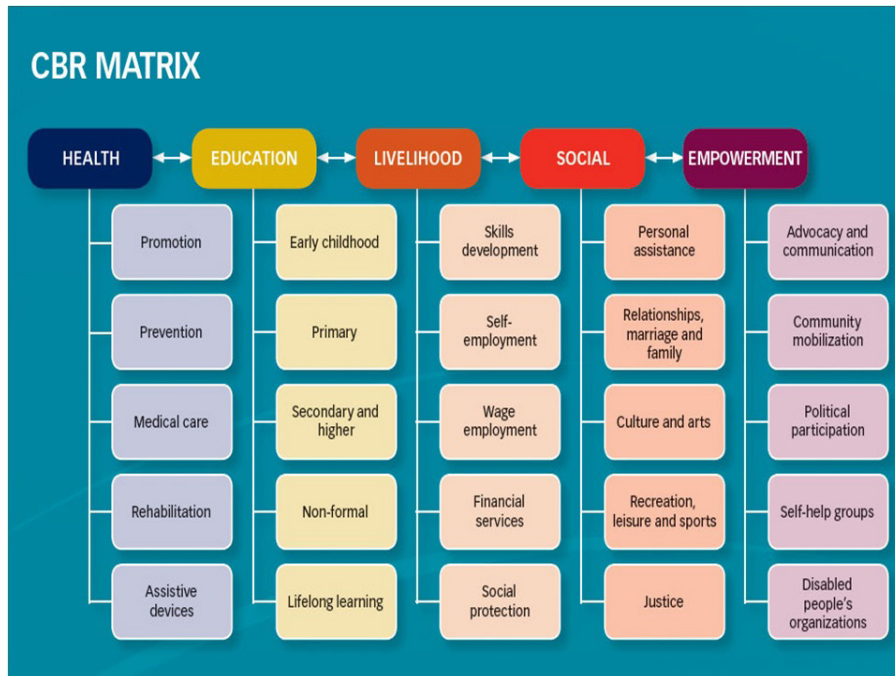 CBR MATRIX
HEALTH
EDUCATION
LIVELIHOOD
SOCIAL
EMPOWERMENT
Promotion
Early childhood
Skills
development
Personal
assistance
Advocacy and
communication
Prevention
Primary
Self-
employment
Relationships,
marriage and
family
Community
mobilization
Medical care
Secondary and
higher
Wage
employment
Culture and arts
Political
participation
Rehabilitation
Non-formal
Financial
services
Recreation,
leisure and sports
Self-help groups
Assistive
devices
Lifelong learning
Social
protection
Justice
Disabled
people's
organizations